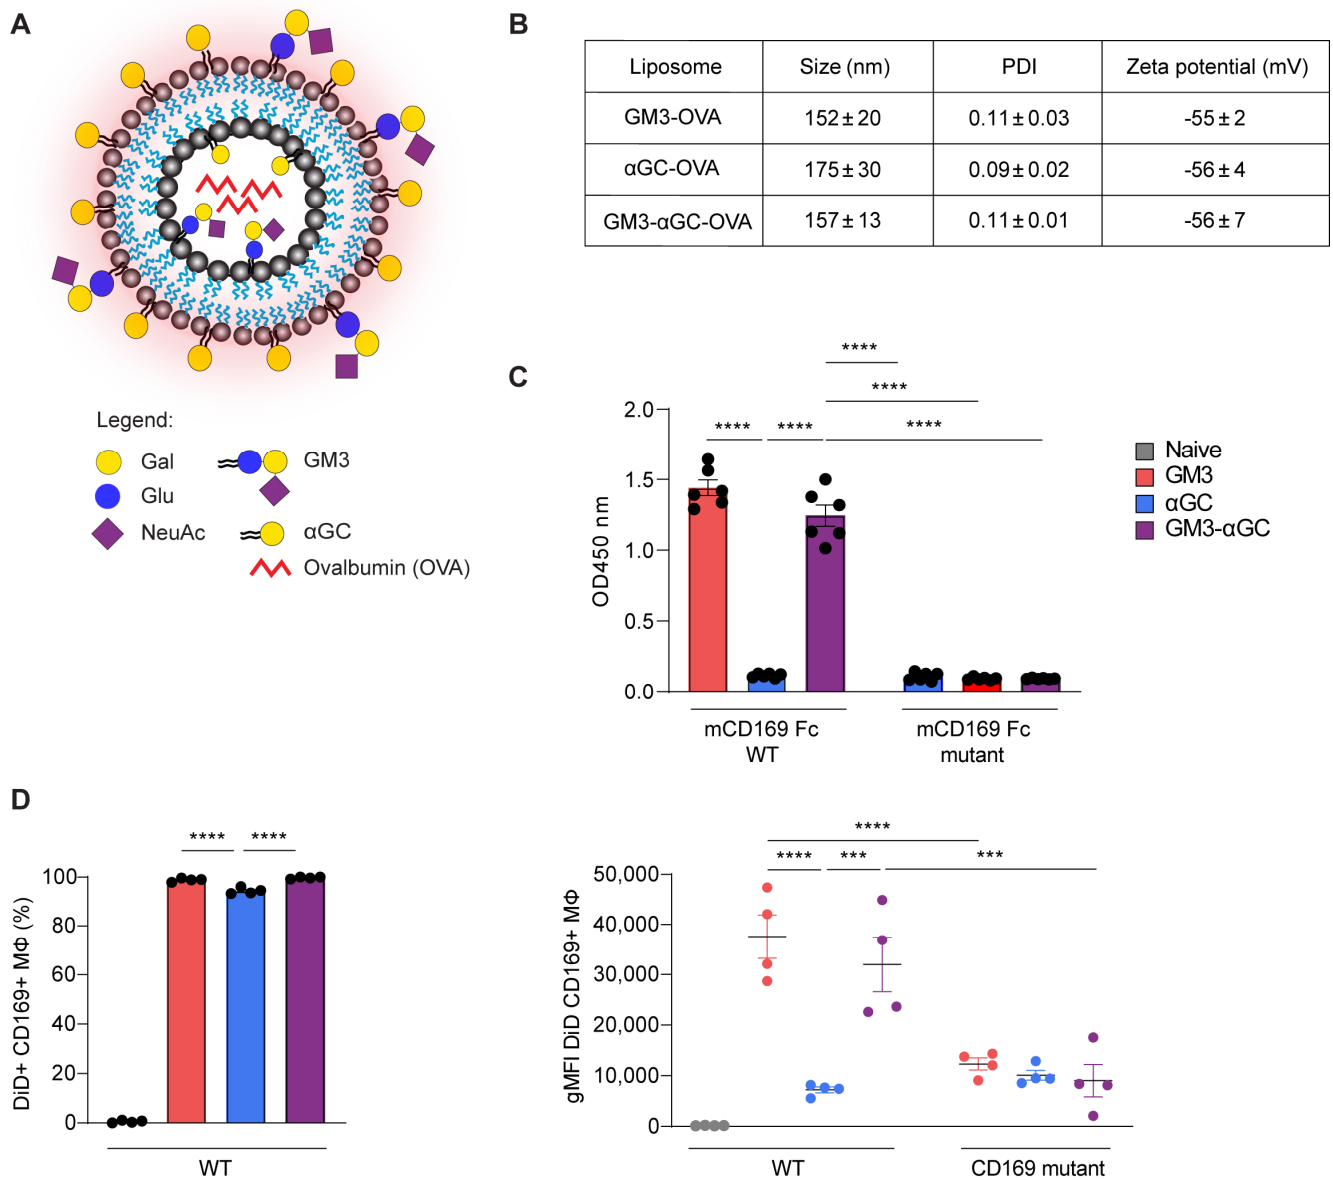 A
Legend:
Gal
Glu
NeuAc
GM3
αGC
Ovalbumin (OVA)
B
Liposome Size (nm) PDI Zeta potential (mV)
GM3-OVA 152 ± 20 0.11 ± 0.03 -55 ± 2
αGC-OVA 175 ± 30 0.09 ± 0.02 -56 ± 4
GM3-αGC-OVA 157 ± 13 0.11 ± 0.01 -56 ± 7
C
****
****
**** **** ****
OD450 nm
2.0
1.5
1.0
0.5
0.0
mCD169 Fc
WT
mCD169 Fc
mutant
Naive
GM3
αGC
GM3-αGC
D
**** ****
DiD+ CD169+ MΦ (%)
100
80
60
40
20
0
WT
****
**** *** ***
gMFI DiD CD169+ MΦ
50,000
40,000
30,000
20,000
10,000
0
WT
CD169 mutant